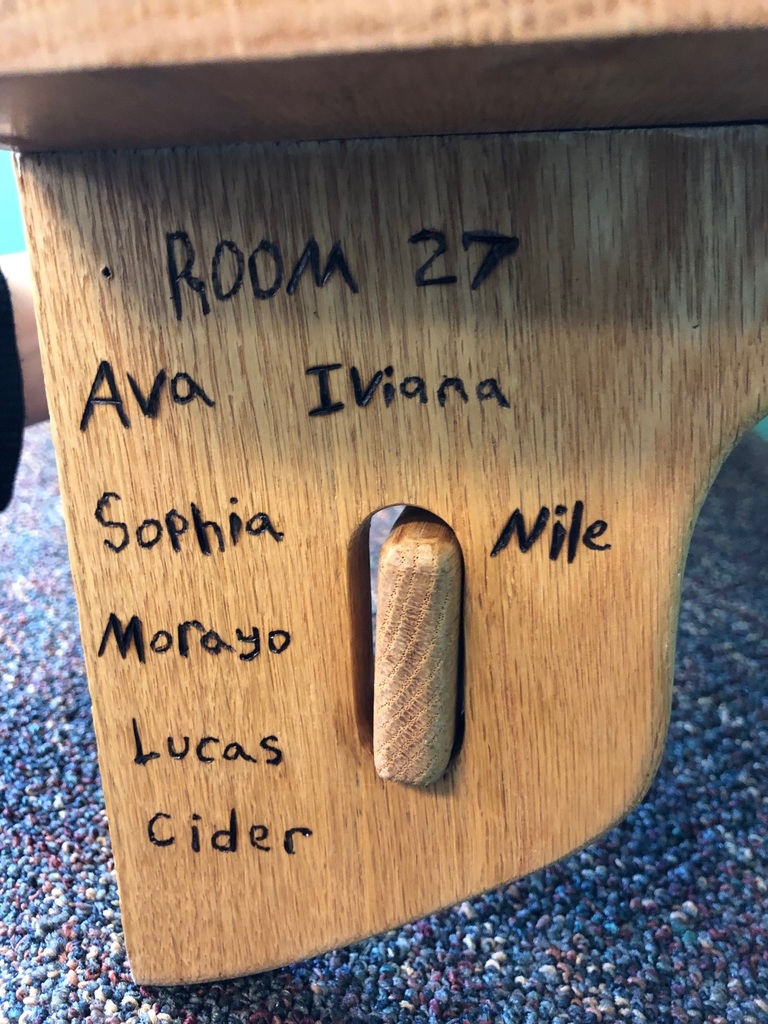 ROOM 27
Ava Iviana
Sophia Nile
Morayo
Lucas
Cider